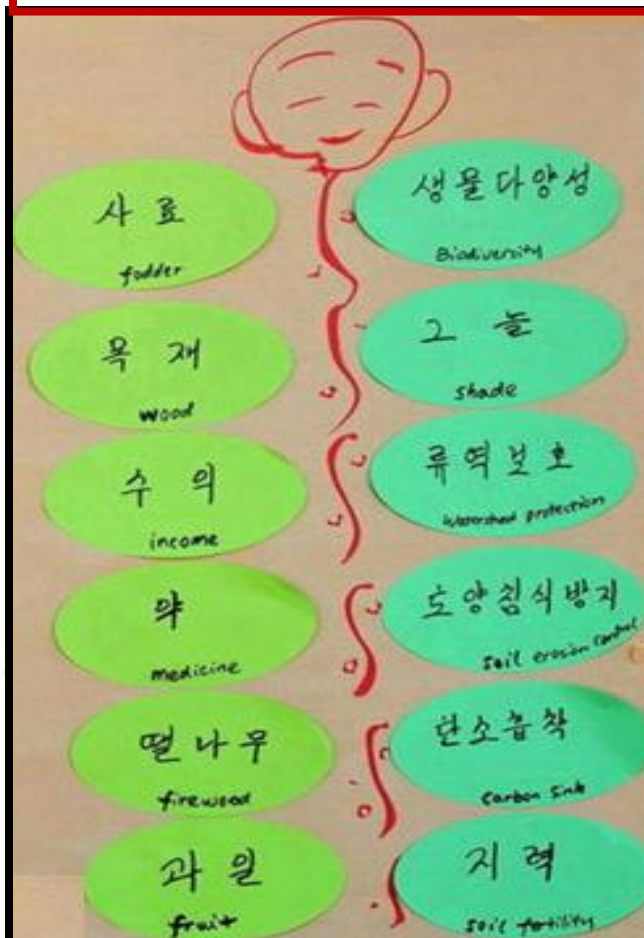 사료
fodder
목재
wood
수익
income
약
medicine
땔나무
firewood
과일
fruit
생물다양성
Biodiversity
그늘
shade
류역보호
Watershed protection
토양침식방지
soil erosion control
탄소흡착
Carbon sink
지력
soil fertility